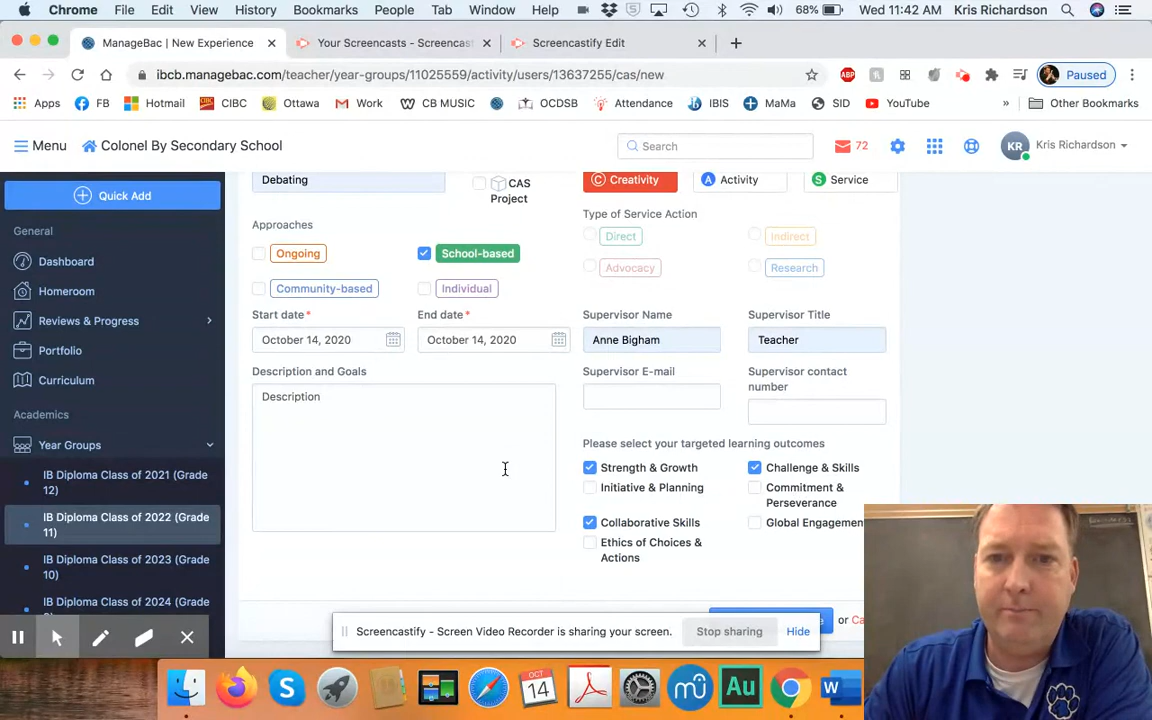 Chrome File Edit View History Bookmarks People Tab Window Help 68% Wed 11:42 AM Kris Richardson
ManageBac | New Experience Your Screencasts - Screencast Screencastify Edit
ibcb.managebac.com/teacher/year-groups/11025559/activity/users/13637255/cas/new Paused
Apps FB Hotmail CIBC Ottawa Work CB MUSIC OCDSB Attendance IBIS MaMa SID YouTube » Other Bookmarks
Menu Colonel By Secondary School Search 72 KR Kris Richardson
Quick Add
General
Dashboard
Homeroom
Reviews & Progress
Portfolio
Curriculum
Academics
Year Groups
IB Diploma Class of 2021 (Grade
12)
IB Diploma Class of 2022 (Grade
11)
IB Diploma Class of 2023 (Grade
10)
IB Diploma Class of 2024 (Grade
Debating CAS
Project
C Creativity A Activity S Service
Approaches
Ongoing School-based
Community-based Individual
Type of Service Action
Direct Indirect
Advocacy Research
Start date * End date *
October 14, 2020 October 14, 2020
Supervisor Name Supervisor Title
Anne Bigham Teacher
Description and Goals
Description
Supervisor E-mail Supervisor contact
number
Please select your targeted learning outcomes
Strength & Growth Challenge & Skills
Initiative & Planning Commitment &
Perseverance
Collaborative Skills Global Engagemen
Ethics of Choices &
Actions
or Ca
Screencastify - Screen Video Recorder is sharing your screen. Stop sharing Hide
OCT
14
Au
W